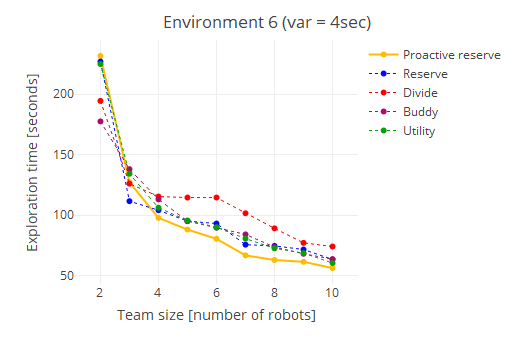 Environment 6 (var = 4sec)
Proactive reserve
Reserve
Divide
Buddy
Utility
Exploration time [seconds]
200
150
100
50
2
4
6
8
10
Team size [number of robots]